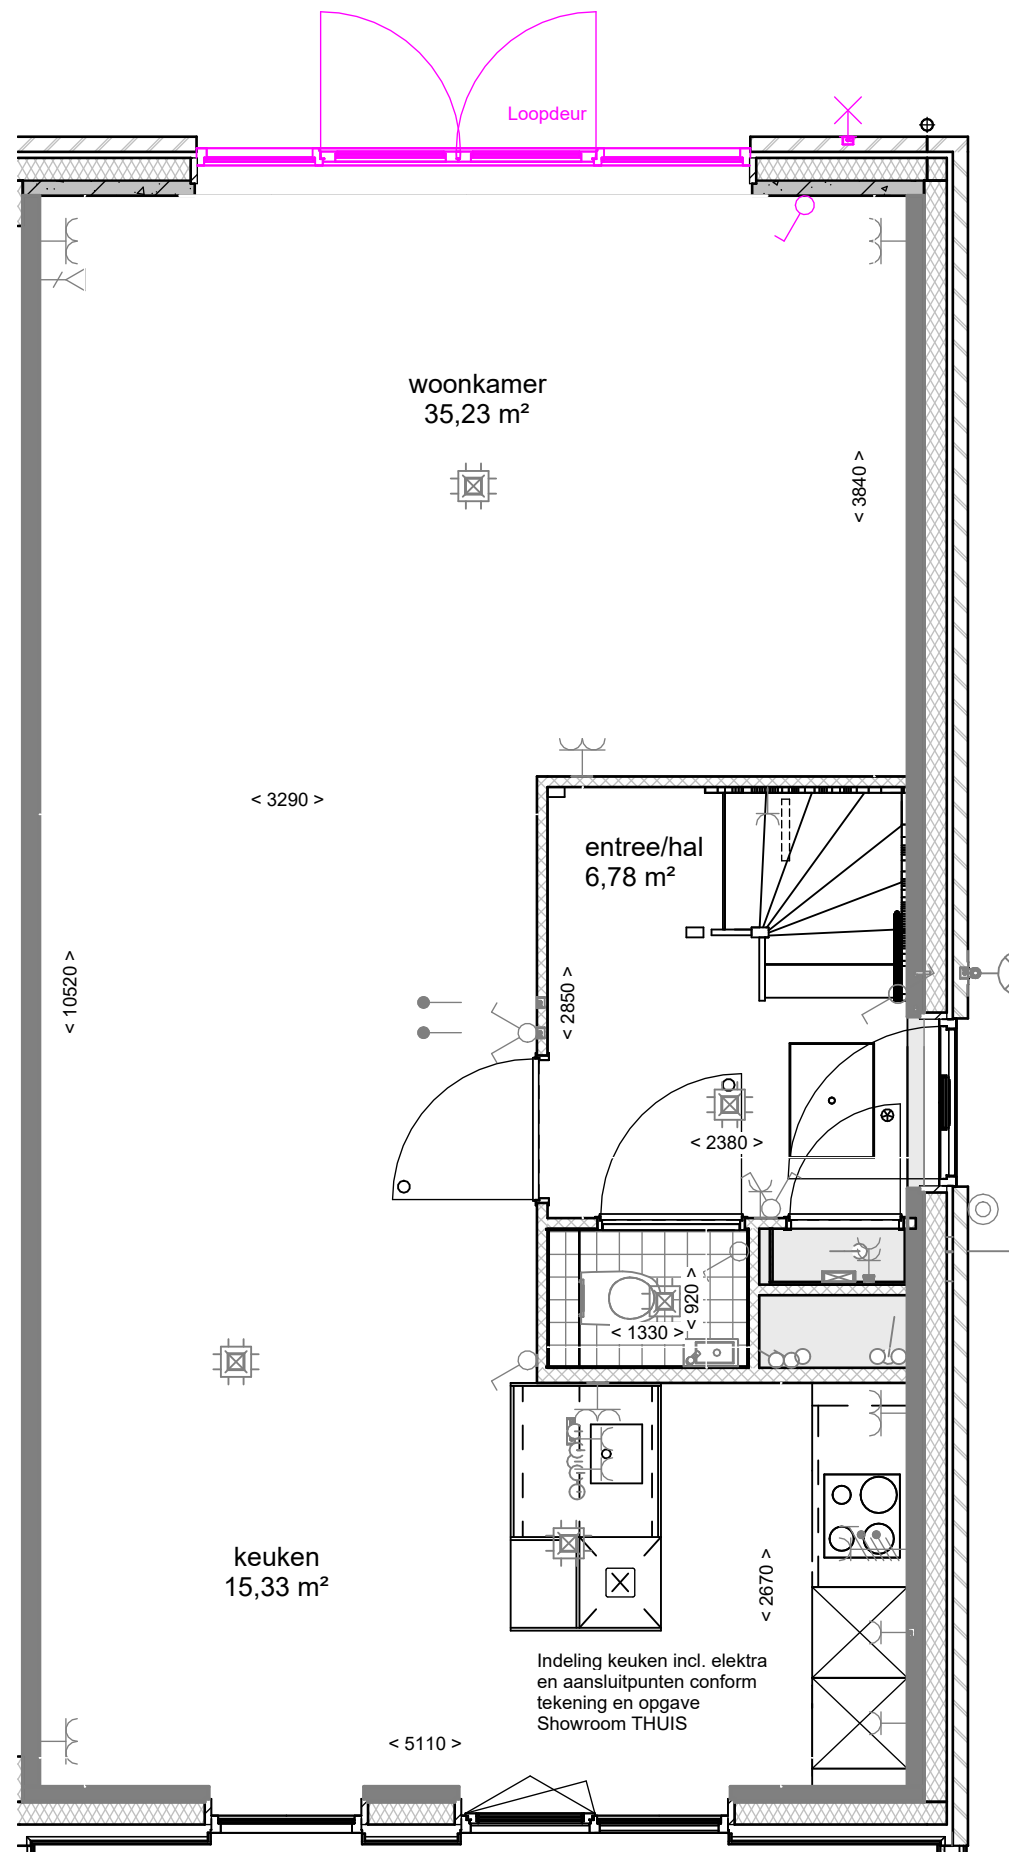 Loopdeur
woonkamer
35,23 m²
< 3840 >
< 3290 >
entree/hal
6,78 m²
< 10520 >
< 2850 >
< 2380 >
< 920 >
< 1330 >
keuken
15,33 m²
< 2670 >
Indeling keuken incl. elektra
en aansluitpunten conform
tekening en opgave
Showroom THUIS
< 5110 >